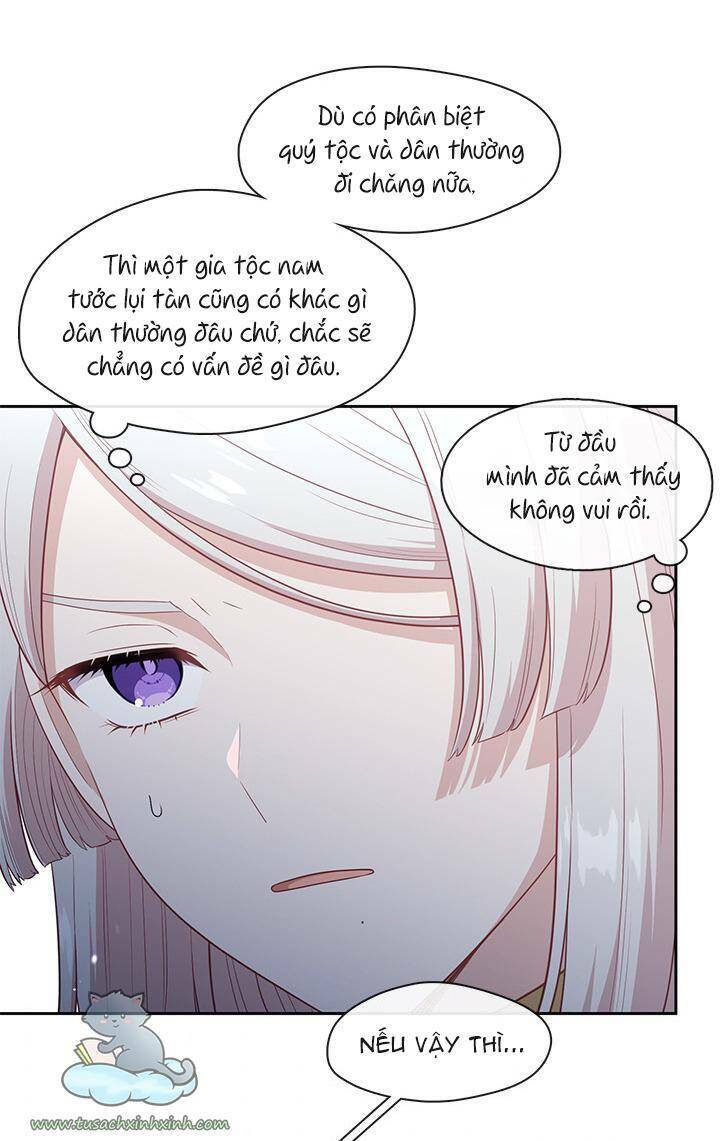 Dù có phân biệt
quý tộc và dân thường
đi chăng nữa,
Thì một gia tộc nam
tước lụi tàn cũng có khác gì
dân thường đâu chứ, chắc sẽ
chẳng có vấn đề gì đâu.
Từ đầu
mình đã cảm thấy
không vui rồi.
NẾU VẬY THÌ...
www.tusachxinhxinh.com